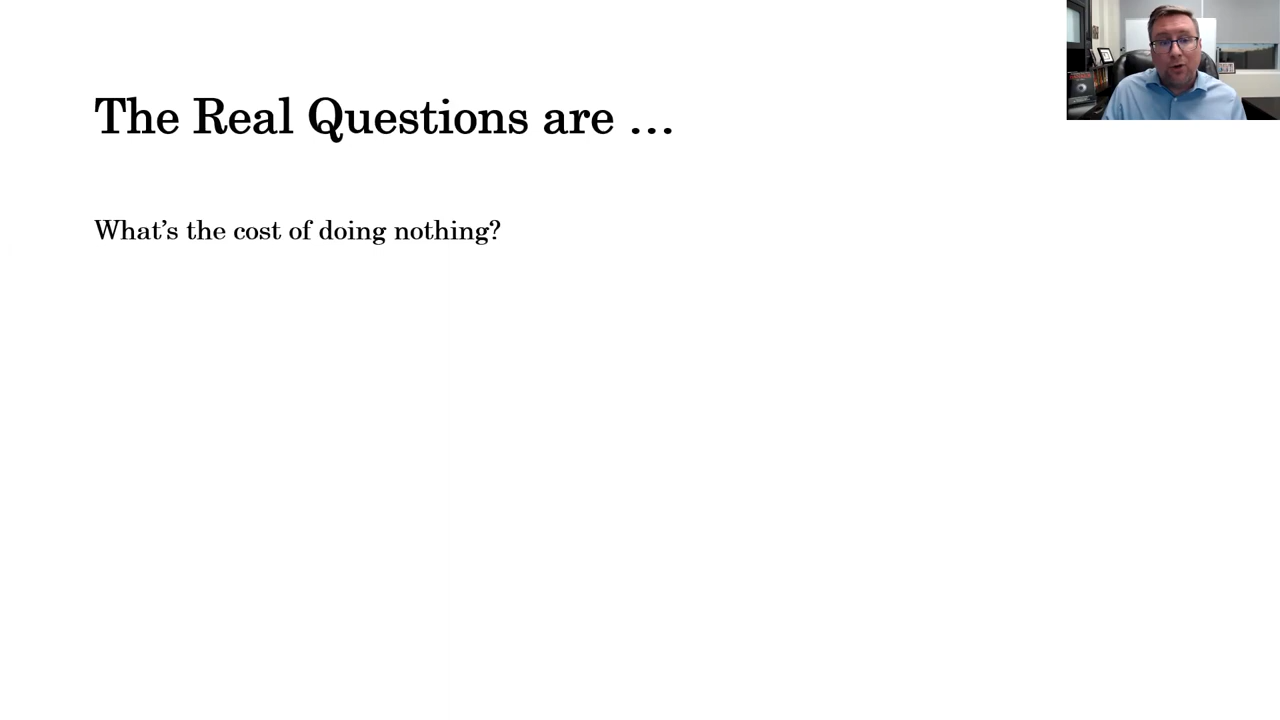 The Real Questions are …
What’s the cost of doing nothing?